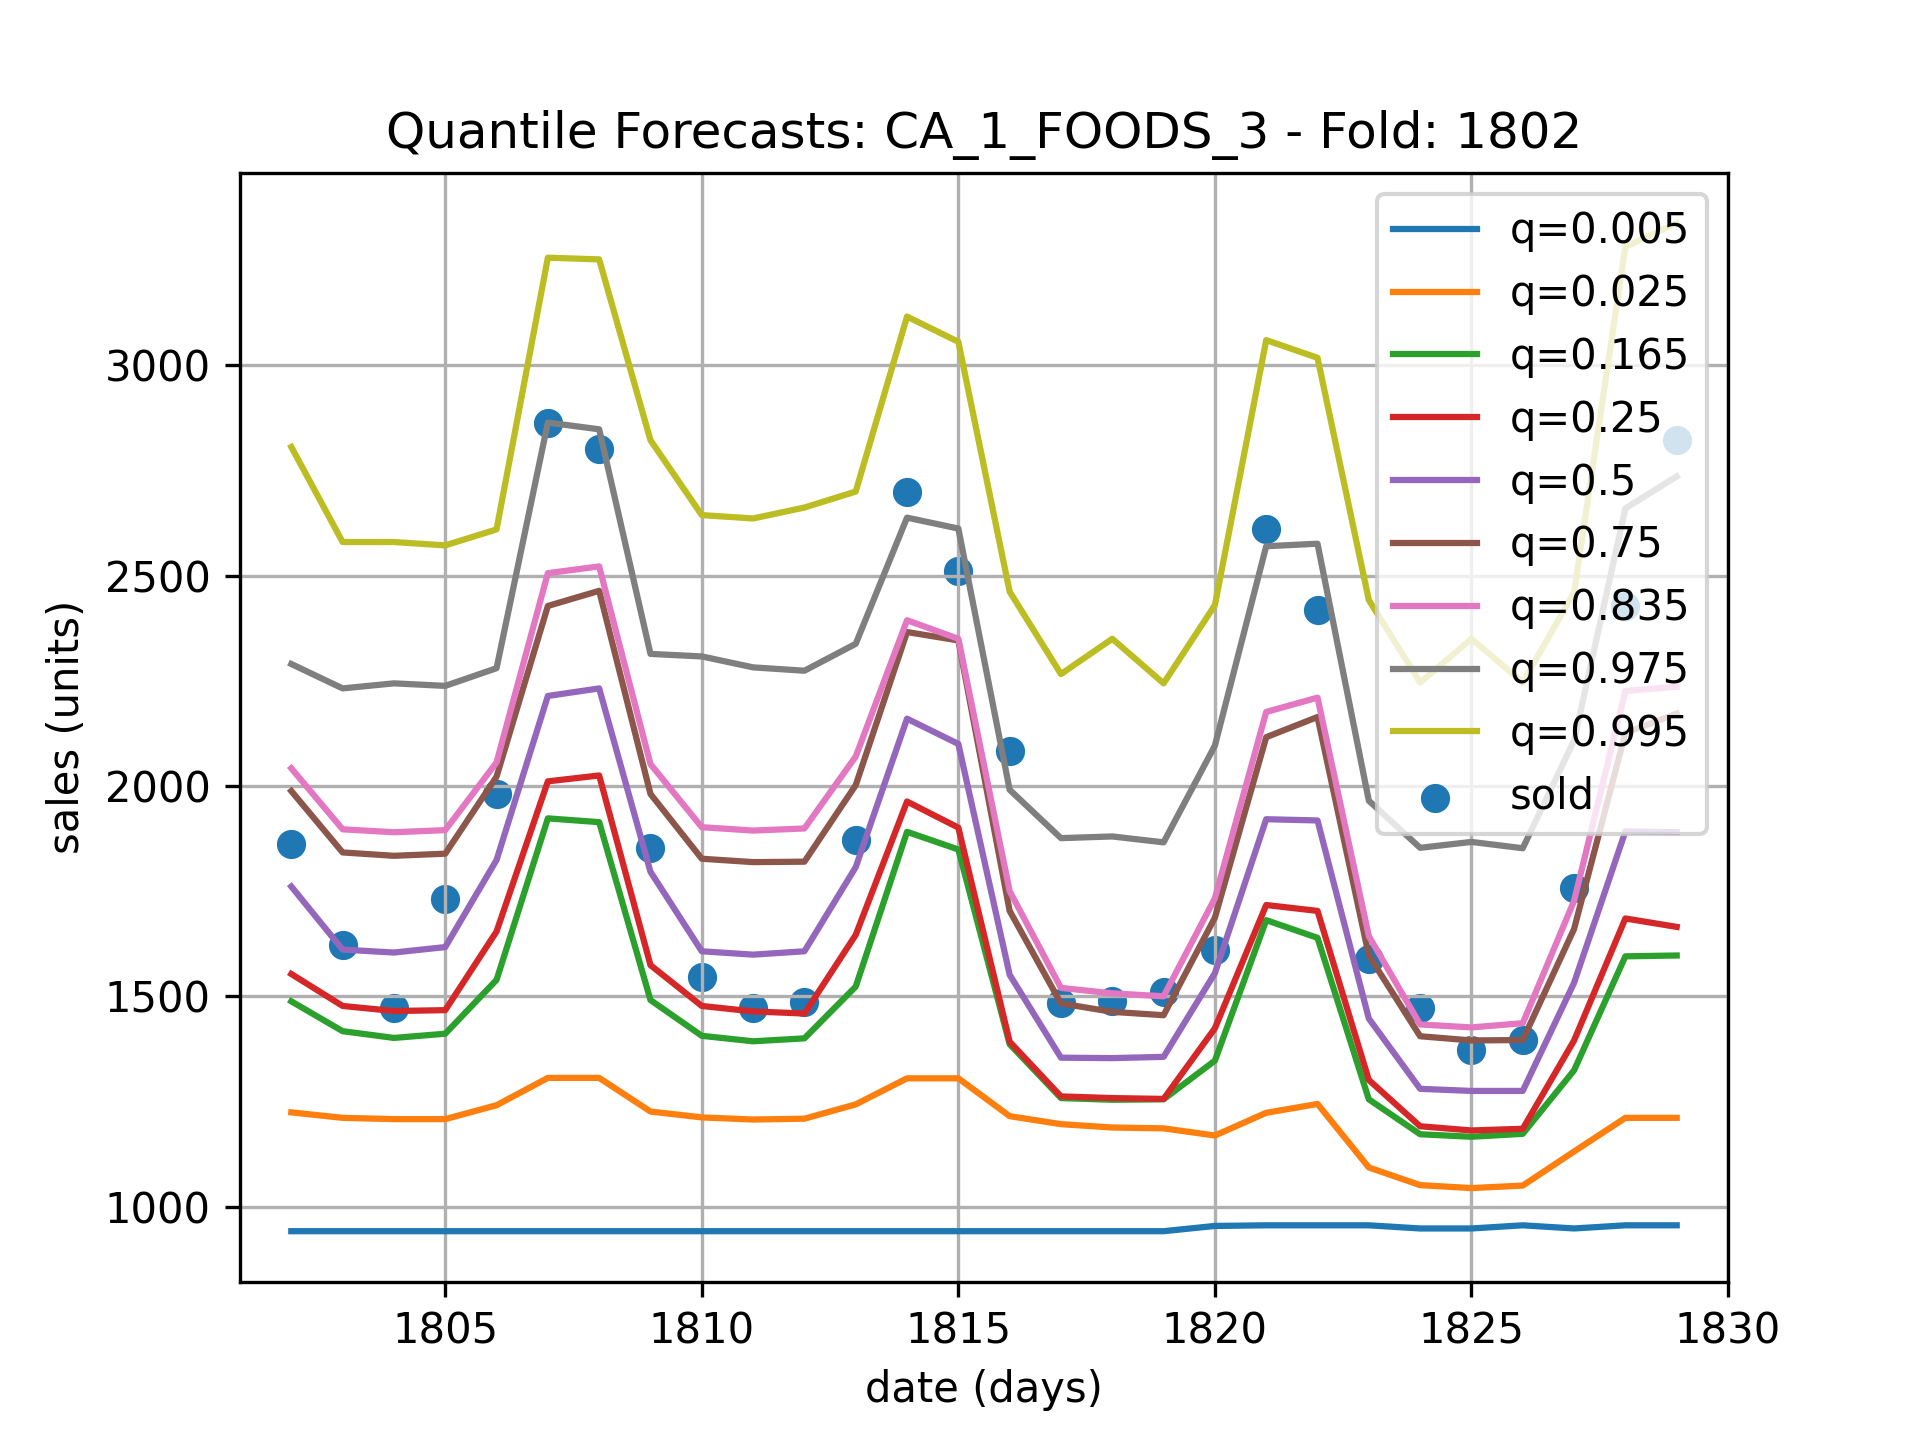 Quantile Forecasts: CA_1_FOODS_3 - Fold: 1802
q=0.005
q=0.025
q=0.165
q=0.25
q=0.5
q=0.75
q=0.835
q=0.975
q=0.995
sold
3000
2500
2000
1500
1000
sales (units)
1805 1810 1815 1820 1825 1830
date (days)